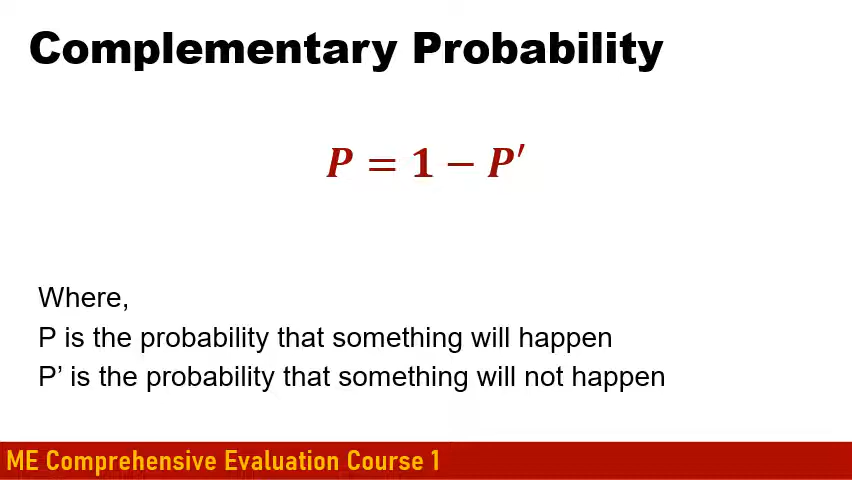 Complementary Probability
P = 1 − P′
Where,
P is the probability that something will happen
P’ is the probability that something will not happen
ME Comprehensive Evaluation Course 1